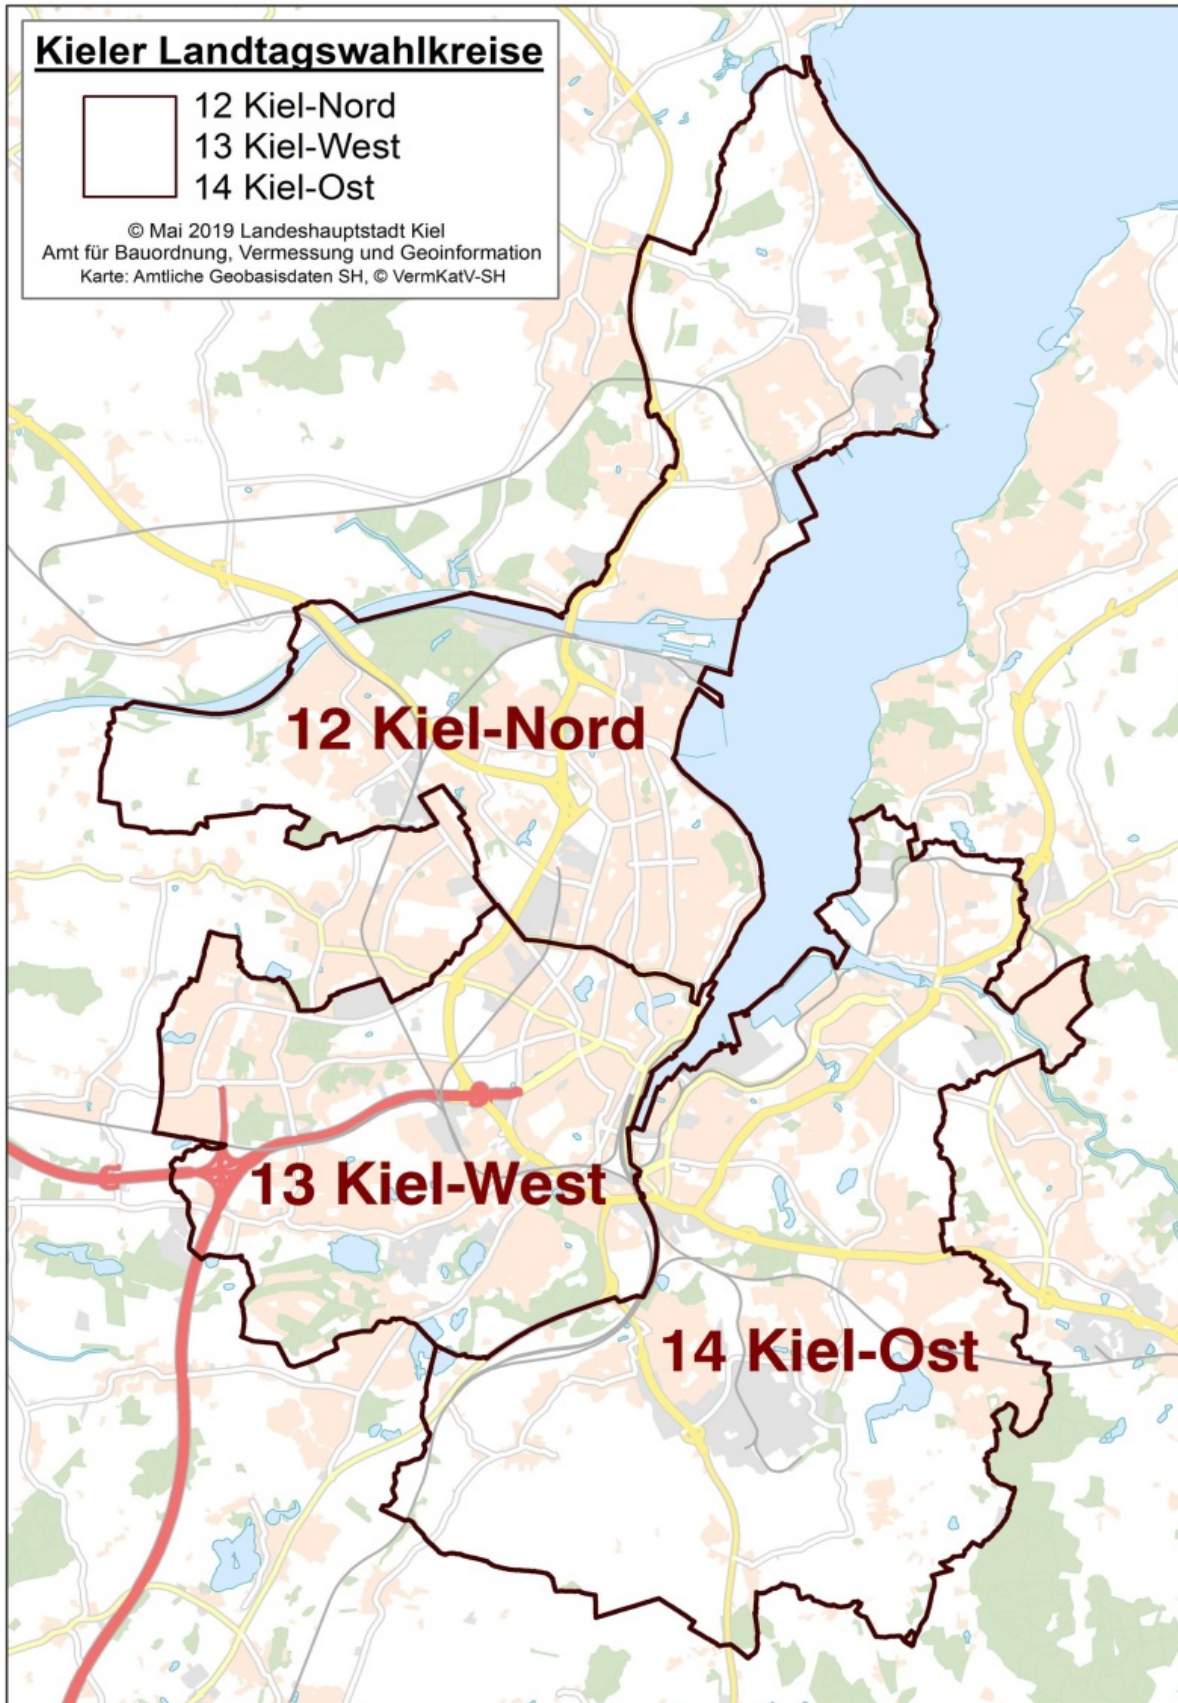 Kieler Landtagswahlkreise
12 Kiel-Nord
13 Kiel-West
14 Kiel-Ost
© Mai 2019 Landeshauptstadt Kiel
Amt für Bauordnung, Vermessung und Geoinformation
Karte: Amtliche Geobasisdaten SH, © VermKatV-SH
12 Kiel-Nord
13 Kiel-West
14 Kiel-Ost